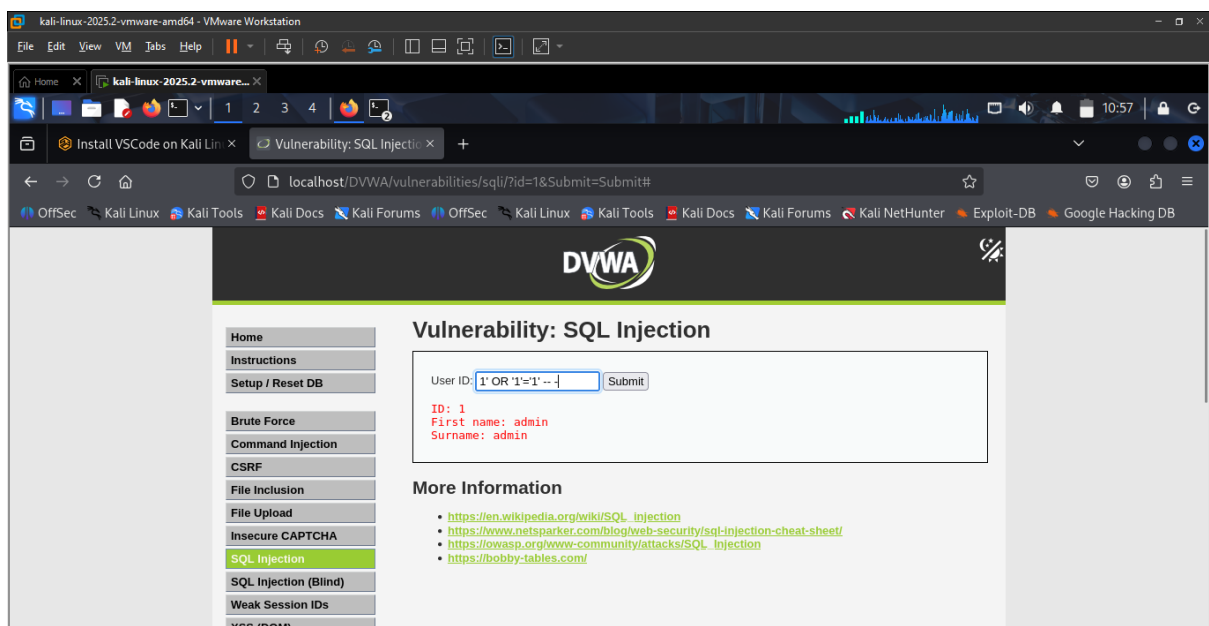 kali-linux-2025.2-vmware-amd64 - VMware Workstation
File Edit View VM Tabs Help
Home kali-linux-2025.2-vmware...
1 2 3 4 2 10:57
Install VSCode on Kali Lin Vulnerability: SQL Injectio
localhost/DVWA/vulnerabilities/sqli/?id=1&Submit=Submit#
OffSec Kali Linux Kali Tools Kali Docs Kali Forums OffSec Kali Linux Kali Tools Kali Docs Kali Forums Kali NetHunter Exploit-DB Google Hacking DB
DVWA
Vulnerability: SQL Injection
Home
Instructions
Setup / Reset DB
Brute Force
Command Injection
CSRF
File Inclusion
File Upload
Insecure CAPTCHA
SQL Injection
SQL Injection (Blind)
Weak Session IDs
XSS (DOM)
User ID: 1' OR '1'='1' -- - Submit
ID: 1
First name: admin
Surname: admin
More Information
https://en.wikipedia.org/wiki/SQL_injection
https://www.netsparker.com/blog/web-security/sql-injection-cheat-sheet/
https://owasp.org/www-community/attacks/SQL_Injection
https://bobby-tables.com/